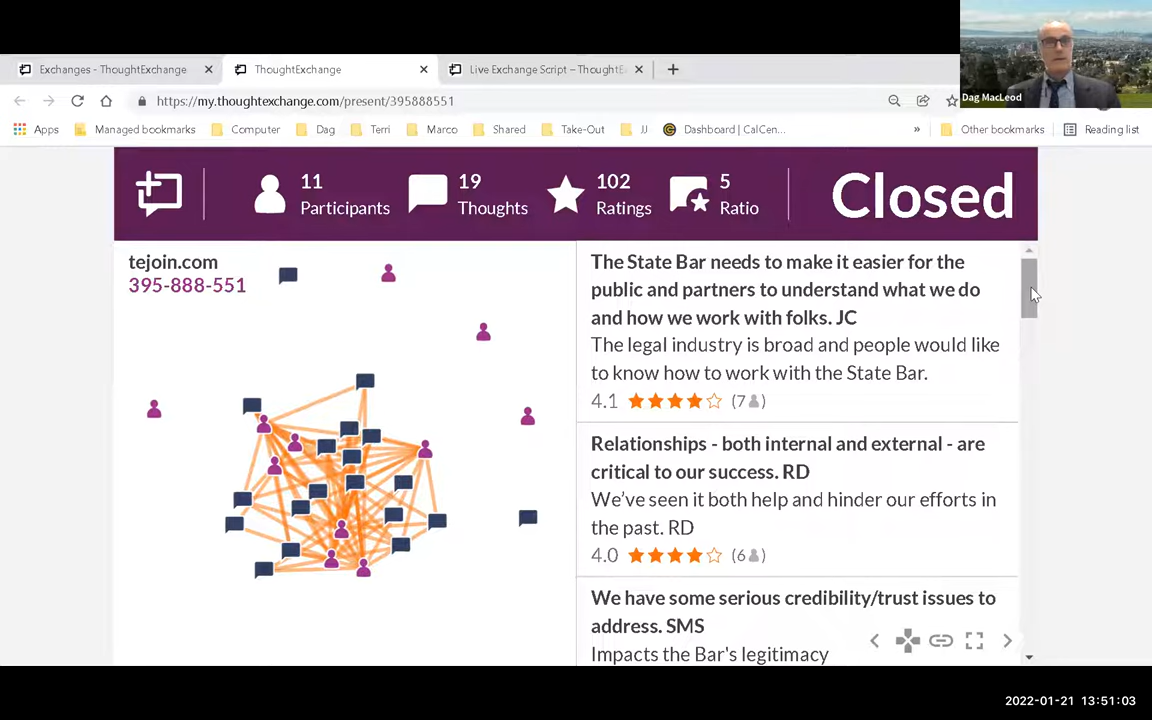 Exchanges - ThoughtExchange
ThoughtExchange
Live Exchange Script – ThoughtE
Dag MacLeod
https://my.thoughtexchange.com/present/395888551
Apps
Managed bookmarks
Computer
Dag
Terri
Marco
Shared
Take-Out
JJ
Dashboard | CalCen...
»
Other bookmarks
Reading list
11
Participants
19
Thoughts
102
Ratings
5
Ratio
Closed
tejoin.com
395-888-551
The State Bar needs to make it easier for the
public and partners to understand what we do
and how we work with folks. JC
The legal industry is broad and people would like
to know how to work with the State Bar.
4.1 (7)
Relationships - both internal and external - are
critical to our success. RD
We've seen it both help and hinder our efforts in
the past. RD
4.0 (6)
We have some serious credibility/trust issues to
address. SMS
Impacts the Bar's legitimacy
2022-01-21 13:51:03